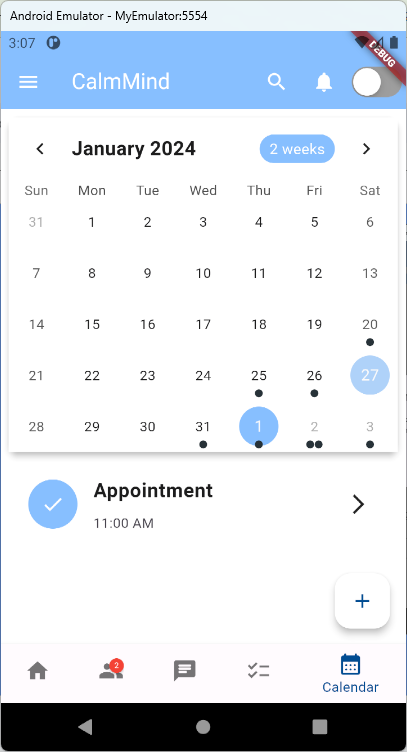 Android Emulator - MyEmulator:5554
3:07
DEBUG
CalmMind
January 2024
2 weeks
Sun Mon Tue Wed Thu Fri Sat
31 1 2 3 4 5 6
7 8 9 10 11 12 13
14 15 16 17 18 19 20
21 22 23 24 25 26 27
28 29 30 31 1 2 3
Appointment
11:00 AM
2
Calendar